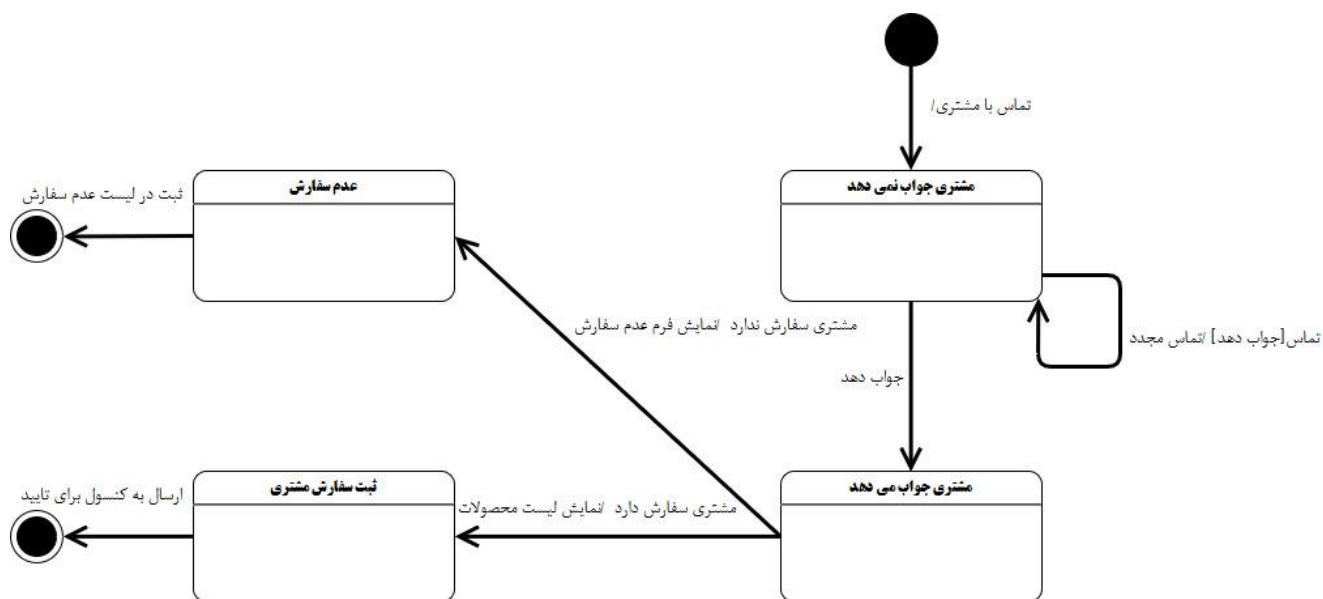 تماس با مشتری/
مشتری جواب نمی دهد
عدم سفارش
ثبت در لیست عدم سفارش
تماس[جواب دهد] /تماس مجدد
مشتری سفارش ندارد /نمایش فرم عدم سفارش
جواب دهد
مشتری جواب می دهد
مشتری سفارش دارد /نمایش لیست محصولات
ثبت سفارش مشتری
ارسال به کنسول برای تایید